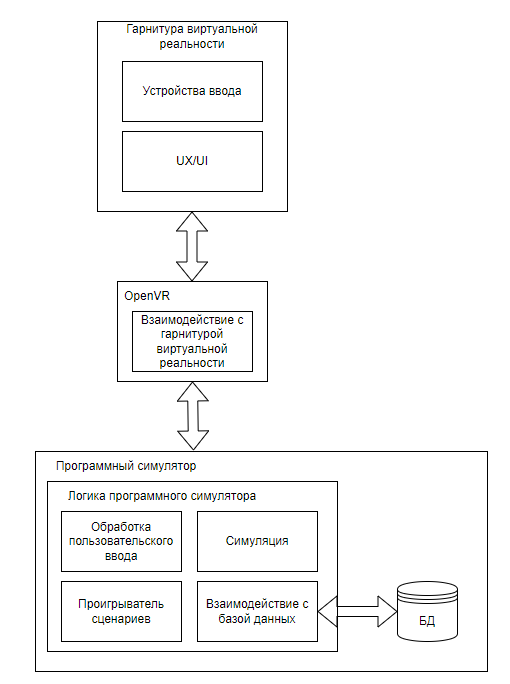 Гарнитура виртуальной
реальности
Устройства ввода
UX/UI
OpenVR
Взаимодействие с
гарнитурой
виртуальной
реальности
Программный симулятор
Логика программного симулятора
Обработка
пользовательского
ввода
Симуляция
Проигрыватель
сценариев
Взаимодействие с
базой данных
БД